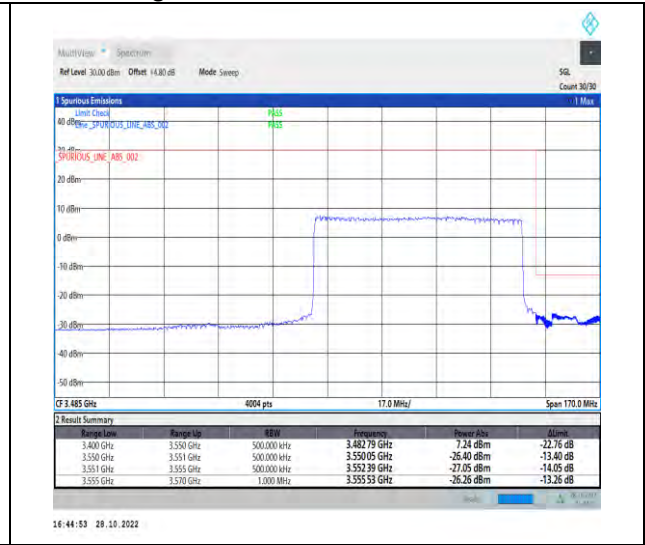 MultiView Spectrum
Ref Level 30.00 dBm Offset 14.80 dB Mode Sweep SGL
Count 30/30
1 Spurious Emissions 1 Max
Limit Check PASS
40 dBm Line _SPURIOUS_LINE_ABS_002 PASS
30 dBm
_SPURIOUS_LINE_ABS_002
20 dBm
10 dBm
0 dBm
-10 dBm
-20 dBm
-30 dBm
-40 dBm
-50 dBm
CF 3.485 GHz 4004 pts 17.0 MHz/ Span 170.0 MHz
2 Result Summary
Range Low Range Up RBW Frequency Power Abs ΔLimit
3.400 GHz 3.550 GHz 500.000 kHz 3.482 79 GHz 7.24 dBm -22.76 dB
3.550 GHz 3.551 GHz 500.000 kHz 3.550 05 GHz -26.40 dBm -13.40 dB
3.551 GHz 3.555 GHz 500.000 kHz 3.552 39 GHz -27.05 dBm -14.05 dB
3.555 GHz 3.570 GHz 1.000 MHz 3.555 53 GHz -26.26 dBm -13.26 dB
16:44:53 28.10.2022